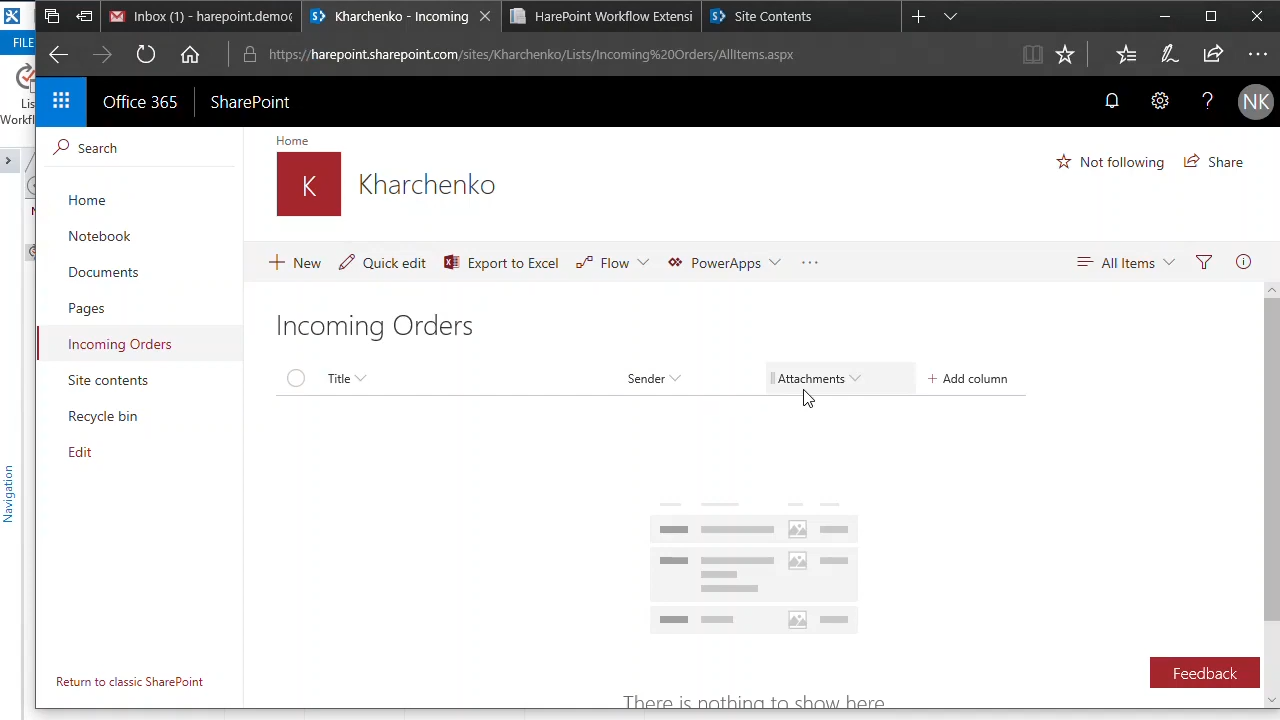 Inbox (1) - harepoint.demo
Kharchenko - Incoming
HarePoint Workflow Extensi
Site Contents
FILE
https://harepoint.sharepoint.com/sites/Kharchenko/Lists/Incoming%20Orders/AllItems.aspx
Office 365
SharePoint
NK
Lis
Workfl
Search
Home
Notebook
Documents
Pages
Incoming Orders
Site contents
Recycle bin
Edit
Return to classic SharePoint
Navigation
Home
K
Kharchenko
Not following
Share
New
Quick edit
Export to Excel
Flow
PowerApps
All Items
Incoming Orders
Title
Sender
Attachments
Add column
There is nothing to show here
Feedback